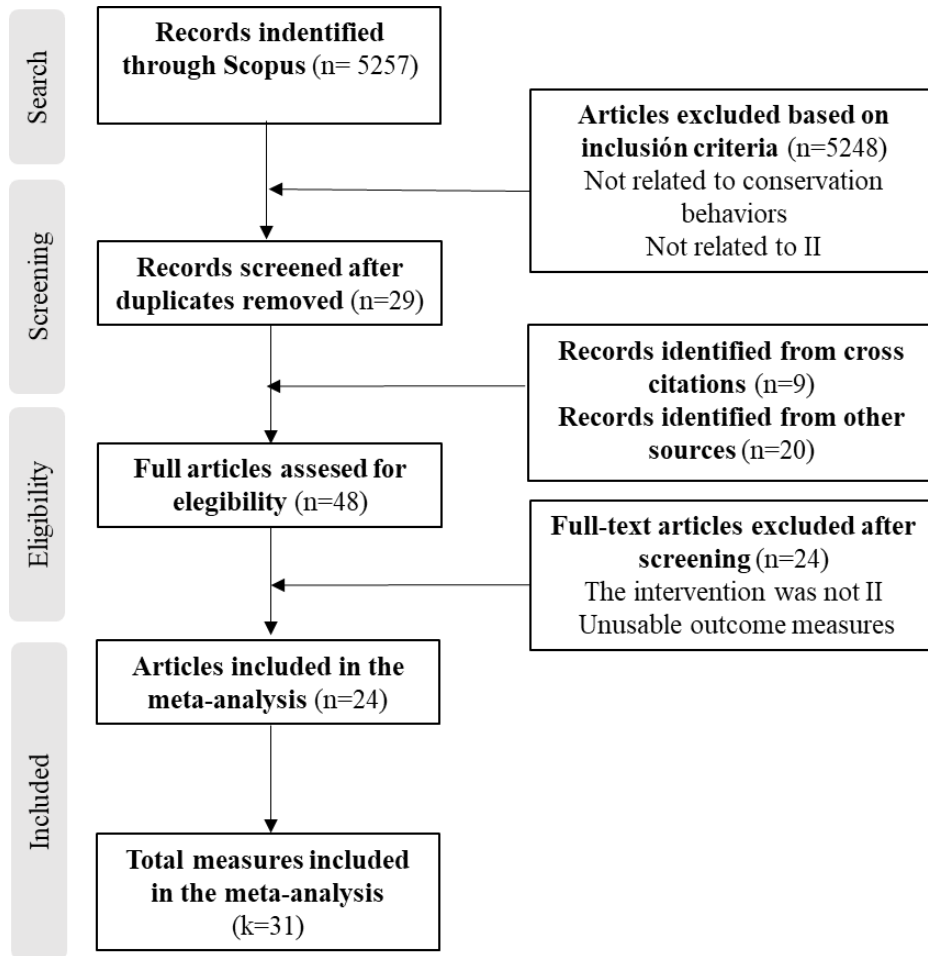 Search
Records indentified
through Scopus (n= 5257)
Articles excluded based on
inclusión criteria (n=5248)
Not related to conservation
behaviors
Not related to II
Screening
Records screened after
duplicates removed (n=29)
Records identified from cross
citations (n=9)
Records identified from other
sources (n=20)
Eligibility
Full articles assesed for
elegibility (n=48)
Full-text articles excluded after
screening (n=24)
The intervention was not II
Unusable outcome measures
Included
Articles included in the
meta-analysis (n=24)
Total measures included
in the meta-analysis
(k=31)